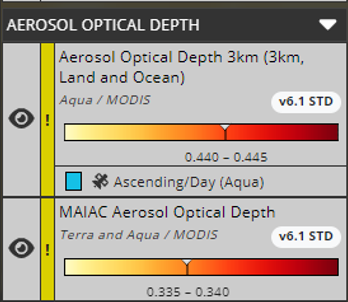 AEROSOL OPTICAL DEPTH
Aerosol Optical Depth 3km (3km,
Land and Ocean)
Aqua / MODIS
v6.1 STD
!
0.440 – 0.445
Ascending/Day (Aqua)
MAIAC Aerosol Optical Depth
Terra and Aqua / MODIS
v6.1 STD
!
0.335 – 0.340